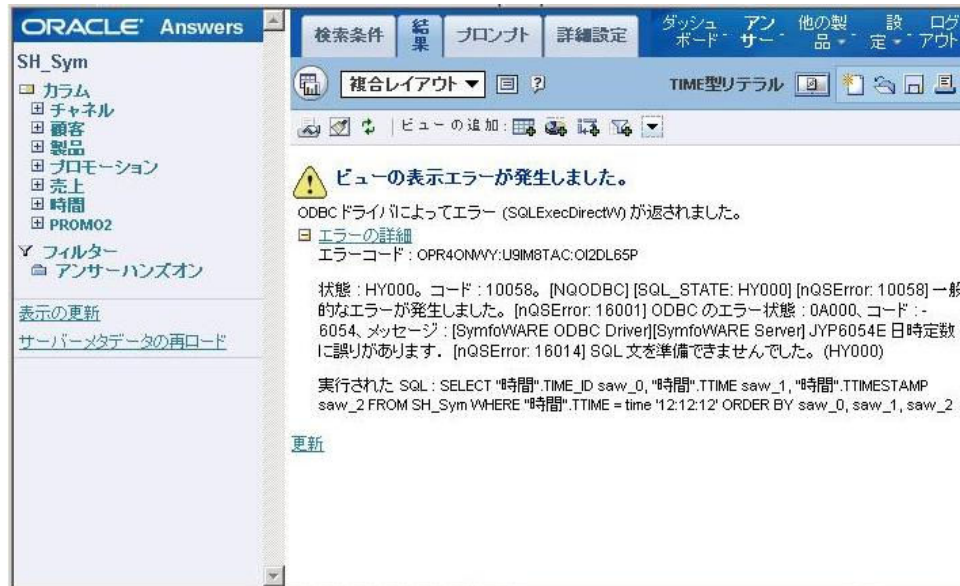 ORACLE Answers
SH_Sym
カラム
チャネル
顧客
製品
プロモーション
売上
時間
PROMO2
フィルター
アンサーハンズオン
表示の更新
サーバーメタデータの再ロード
検索条件
結果
プロンプト
詳細設定
ダッシュボード
アンサー
他の製品
設定
ログアウト
複合レイアウト
TIME型リテラル
ビューの追加:
ビューの表示エラーが発生しました。
ODBCドライバによってエラー (SQLExecDirectW) が返されました。
エラーの詳細
エラーコード : OPR4ONWY:U9IM8TAC:OI2DL65P
状態 : HY000。コード : 10058。[NQODBC] [SQL_STATE: HY000] [nQSError: 10058] 一般
的なエラーが発生しました。[nQSError: 16001] ODBC のエラー状態 : 0A000、コード : -
6054、メッセージ : [SymfoWARE ODBC Driver][SymfoWARE Server] JYP6054E 日時定数
に誤りがあります. [nQSError: 16014] SQL 文を準備できませんでした。(HY000)
実行された SQL : SELECT "時間".TIME_ID saw_0, "時間".TTIME saw_1, "時間".TTIMESTAMP
saw_2 FROM SH_Sym WHERE "時間".TTIME = time '12:12:12' ORDER BY saw_0, saw_1, saw_2
更新